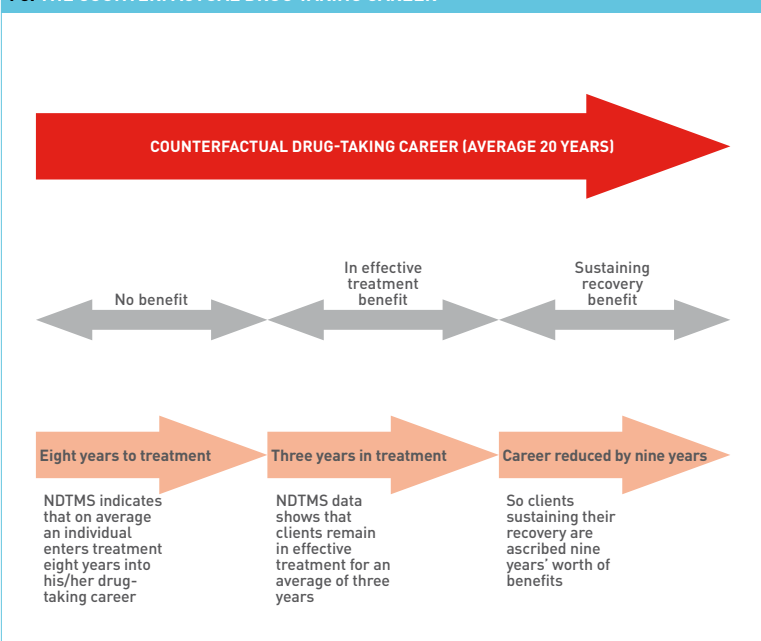 COUNTERFACTUAL DRUG-TAKING CAREER (AVERAGE 20 YEARS)
No benefit
In effective
treatment
benefit
Sustaining
recovery
benefit
Eight years to treatment
Three years in treatment
Career reduced by nine years
NDTMS indicates
that on average
an individual
enters treatment
eight years into
his/her drug-
taking career
NDTMS data
shows that
clients remain
in effective
treatment for an
average of three
years
So clients
sustaining their
recovery are
ascribed nine
years' worth of
benefits